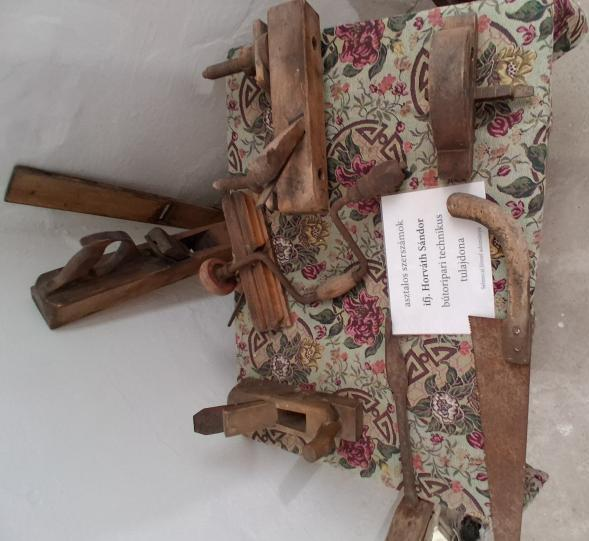 asztalos szerszámok
ifj. Horváth Sándor
bútoripari technikus
tulajdona